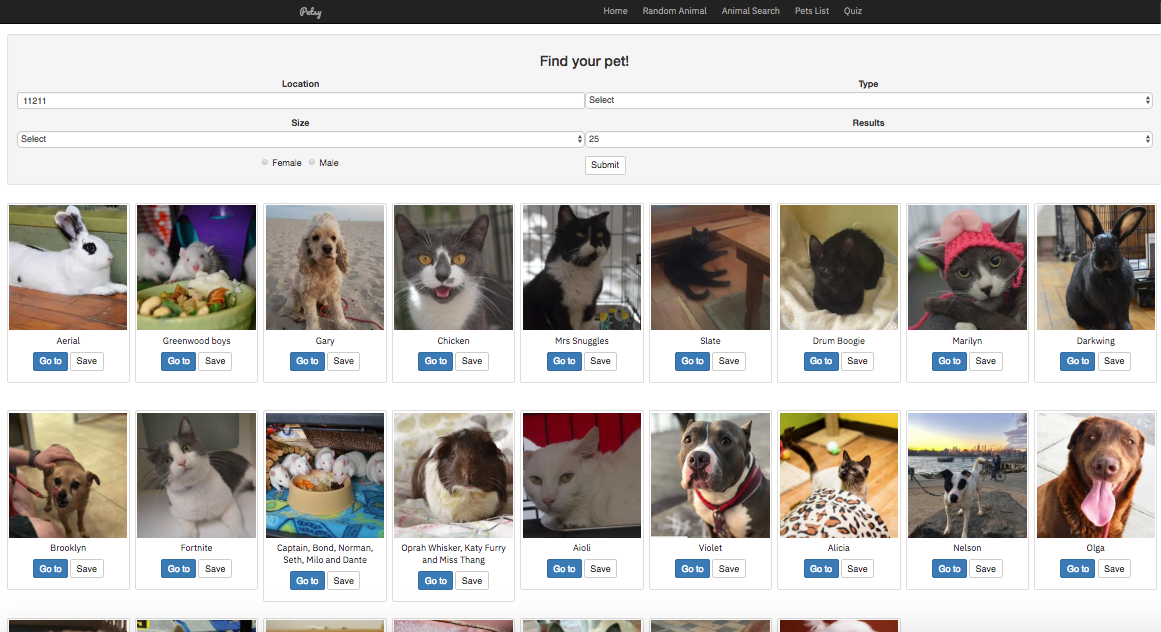 Petsy
Home Random Animal Animal Search Pets List Quiz
Find your pet!
Location Type
11211 Select
Size Results
Select 25
Female Male Submit
Aerial Greenwood boys Gary Chicken Mrs Snuggles Slate Drum Boogie Marilyn Darkwing
Go to Save Go to Save Go to Save Go to Save Go to Save Go to Save Go to Save Go to Save Go to Save
Brooklyn Fortnite Captain, Bond, Norman, Oprah Whisker, Katy Furry Aioli Violet Alicia Nelson Olga
Seth, Milo and Dante and Miss Thang
Go to Save Go to Save Go to Save Go to Save Go to Save Go to Save Go to Save
Go to Save Go to Save